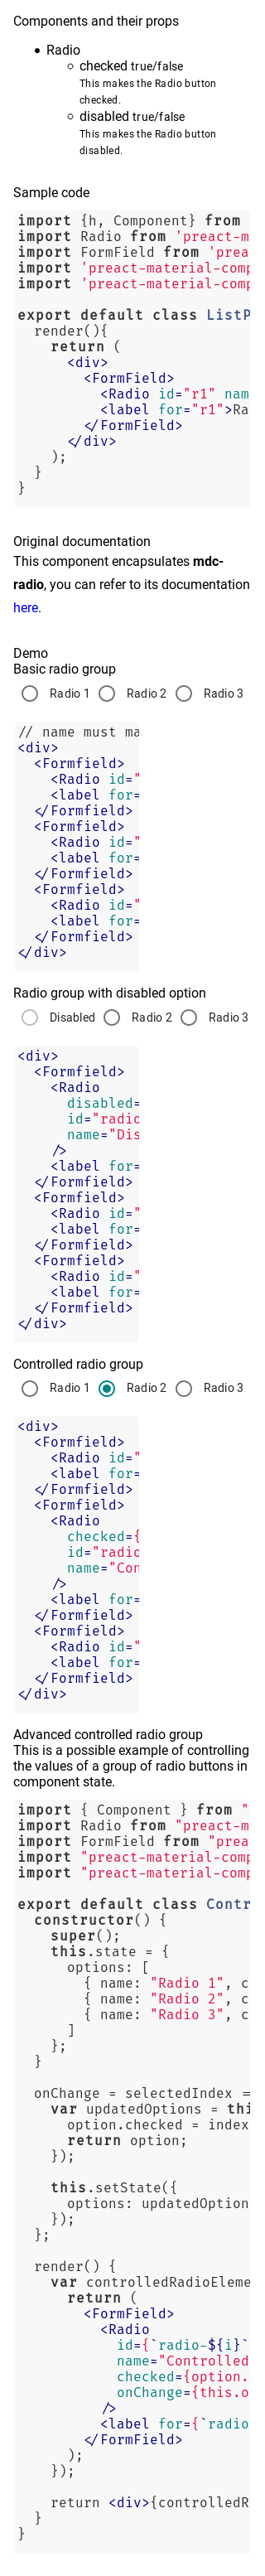 Components and their props
Radio
checked true/false
This makes the Radio button
checked.
disabled true/false
This makes the Radio button
disabled.
Sample code
import {h, Component} from
import Radio from 'preact-m
import FormField from 'prea
import 'preact-material-comp
import 'preact-material-comp
export default class ListP
render(){
return (
<div>
<FormField>
<Radio id="r1" nam
<label for="r1">Ra
</FormField>
</div>
);
}
}
Original documentation
This component encapsulates mdc-
radio, you can refer to its documentation
here.
Demo
Basic radio group
Radio 1 Radio 2 Radio 3
// name must ma
<div>
<Formfield>
<Radio id="
<label for=
</Formfield>
<Formfield>
<Radio id="
<label for=
</Formfield>
<Formfield>
<Radio id="
<label for=
</Formfield>
</div>
Radio group with disabled option
Disabled Radio 2 Radio 3
<div>
<Formfield>
<Radio
disabled=
id="radio
name="Dis
/>
<label for=
</Formfield>
<Formfield>
<Radio id="
<label for=
</Formfield>
<Formfield>
<Radio id="
<label for=
</Formfield>
</div>
Controlled radio group
Radio 1 Radio 2 Radio 3
<div>
<Formfield>
<Radio id="
<label for=
</Formfield>
<Formfield>
<Radio
checked={
id="radio
name="Con
/>
<label for=
</Formfield>
<Formfield>
<Radio id="
<label for=
</Formfield>
</div>
Advanced controlled radio group
This is a possible example of controlling
the values of a group of radio buttons in
component state.
import { Component } from "
import Radio from "preact-m
import FormField from "prea
import "preact-material-comp
import "preact-material-comp
export default class Contr
constructor() {
super();
this.state = {
options: [
{ name: "Radio 1", c
{ name: "Radio 2", c
{ name: "Radio 3", c
]
};
}
onChange = selectedIndex =
var updatedOptions = thi
option.checked = index
return option;
});
this.setState({
options: updatedOption
});
};
render() {
var controlledRadioEleme
return (
<FormField>
<Radio
id={`radio-${i}`
name="Controlled
checked={option.
onChange={this.o
/>
<label for={`radio
</FormField>
);
});
return <div>{controlledR
}
}